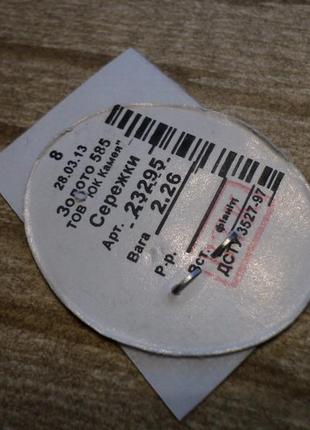 8
28.03.13
Золото 585
ТОВ "ЮК Камея"
Сережки
Арт. 23295
Вага 2.26
Р-р.
Вст. фіаніт
ДСТУ 3527-97